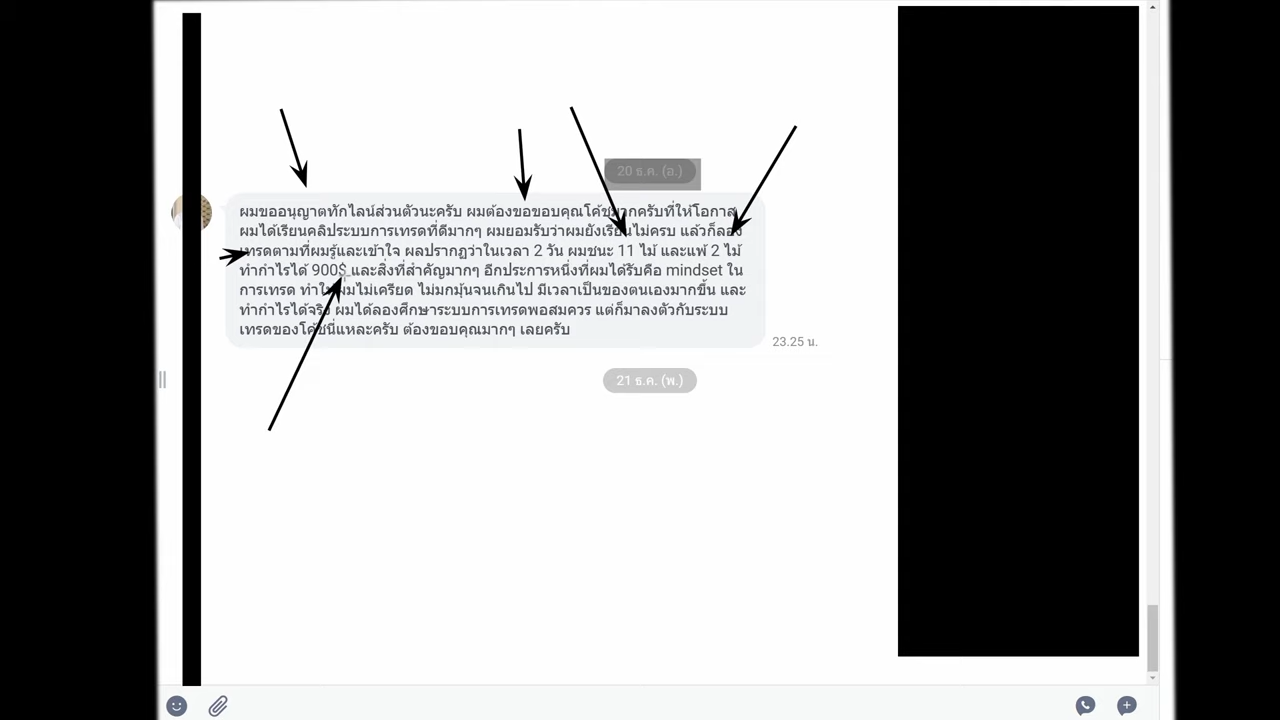 20 ธ.ค. (อ.)
ผมขออนุญาตทักไลน์ส่วนตัวนะครับ ผมต้องขอขอบคุณโค้ชมากครับที่ให้โอกาส
ผมได้เรียนคลิประบบการเทรดที่ดีมากๆ ผมยอมรับว่าผมยังเรียนไม่ครบ แล้วก็ลอง
เทรดตามที่ผมรู้และเข้าใจ ผลปรากฏว่าในเวลา 2 วัน ผมชนะ 11 ไม้ และแพ้ 2 ไม้
ทำกำไรได้ 900$ และสิ่งที่สำคัญมากๆ อีกประการหนึ่งที่ผมได้รับคือ mindset ใน
การเทรด ทำให้ผมไม่เครียด ไม่มกมุ้นจนเกินไป มีเวลาเป็นของตนเองมากขึ้น และ
ทำกำไรได้จริง ผมได้ลองศึกษาระบบการเทรดพอสมควร แต่ก็มาลงตัวกับระบบ
เทรดของโค้ชนี่แหละครับ ต้องขอบคุณมากๆ เลยครับ
23.25 น.
21 ธ.ค. (พ.)